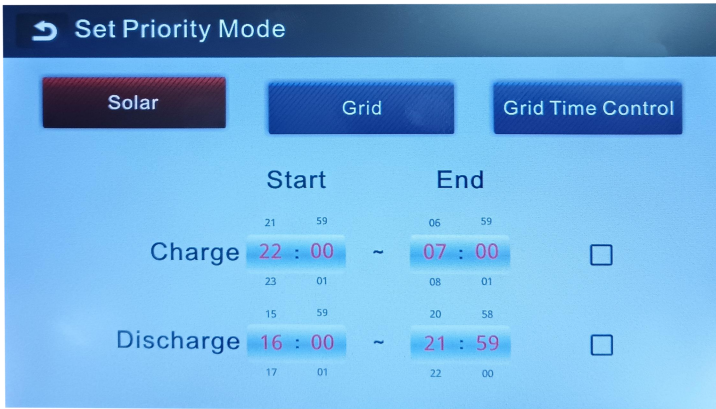 Set Priority Mode
Solar Grid Grid Time Control
Start End
21 59 06 59
Charge 22 : 00 ~ 07 : 00
23 01 08 01
15 59 20 58
Discharge 16 : 00 ~ 21 : 59
17 01 22 00